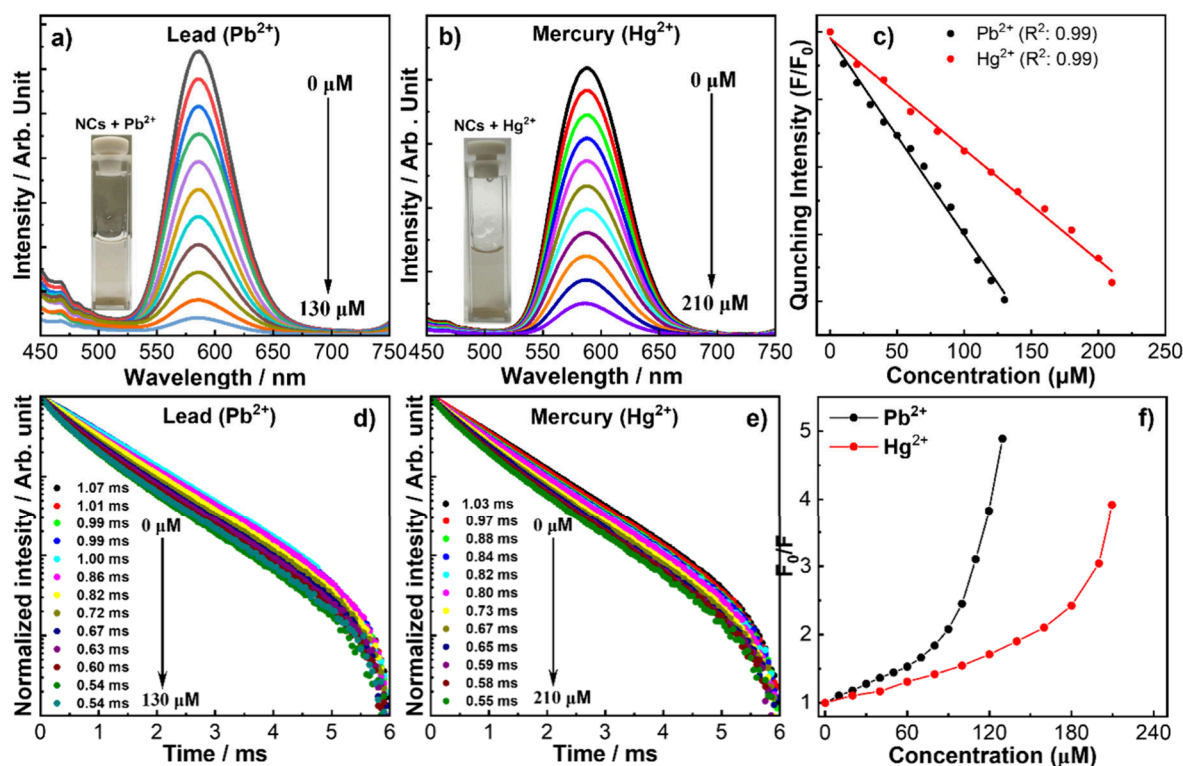 a)
Lead (Pb²⁺)
0 µM
NCs + Pb²⁺
130 µM
Intensity / Arb. Unit
450 500 550 600 650 700 750
Wavelength / nm
b)
Mercury (Hg²⁺)
0 µM
NCs + Hg²⁺
210 µM
Intensity / Arb. Unit
450 500 550 600 650 700 750
Wavelength / nm
c)
Pb²⁺ (R²: 0.99)
Hg²⁺ (R²: 0.99)
Qunching Intensity (F/F₀)
0 50 100 150 200 250
Concentration (µM)
Lead (Pb²⁺)
d)
1.07 ms
1.01 ms
0.99 ms
0.99 ms
1.00 ms
0.86 ms
0.82 ms
0.72 ms
0.67 ms
0.63 ms
0.60 ms
0.54 ms
0.54 ms
0 µM
130 µM
Normalized intesity / Arb. unit
0 1 2 3 4 5 6
Time / ms
Mercury (Hg²⁺)
e)
1.03 ms
0.97 ms
0.88 ms
0.84 ms
0.82 ms
0.80 ms
0.73 ms
0.67 ms
0.65 ms
0.59 ms
0.58 ms
0.55 ms
0 µM
210 µM
Normalized intesity / Arb. unit
0 1 2 3 4 5 6
Time / ms
f)
Pb²⁺
Hg²⁺
5
4
3
2
1
F₀/F
0 60 120 180 240
Concentration (µM)